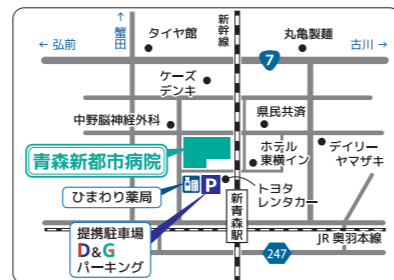 ← 弘前
↑
蟹田
タイヤ館
新幹線
丸亀製麺
古川 →
7
ケーズ
デンキ
中野脳神経外科
県民共済
青森新都市病院
ホテル
東横イン
デイリー
ヤマザキ
ひまわり薬局
P
トヨタ
レンタカー
新青森駅
提携駐車場
D&G
パーキング
JR 奥羽本線
247